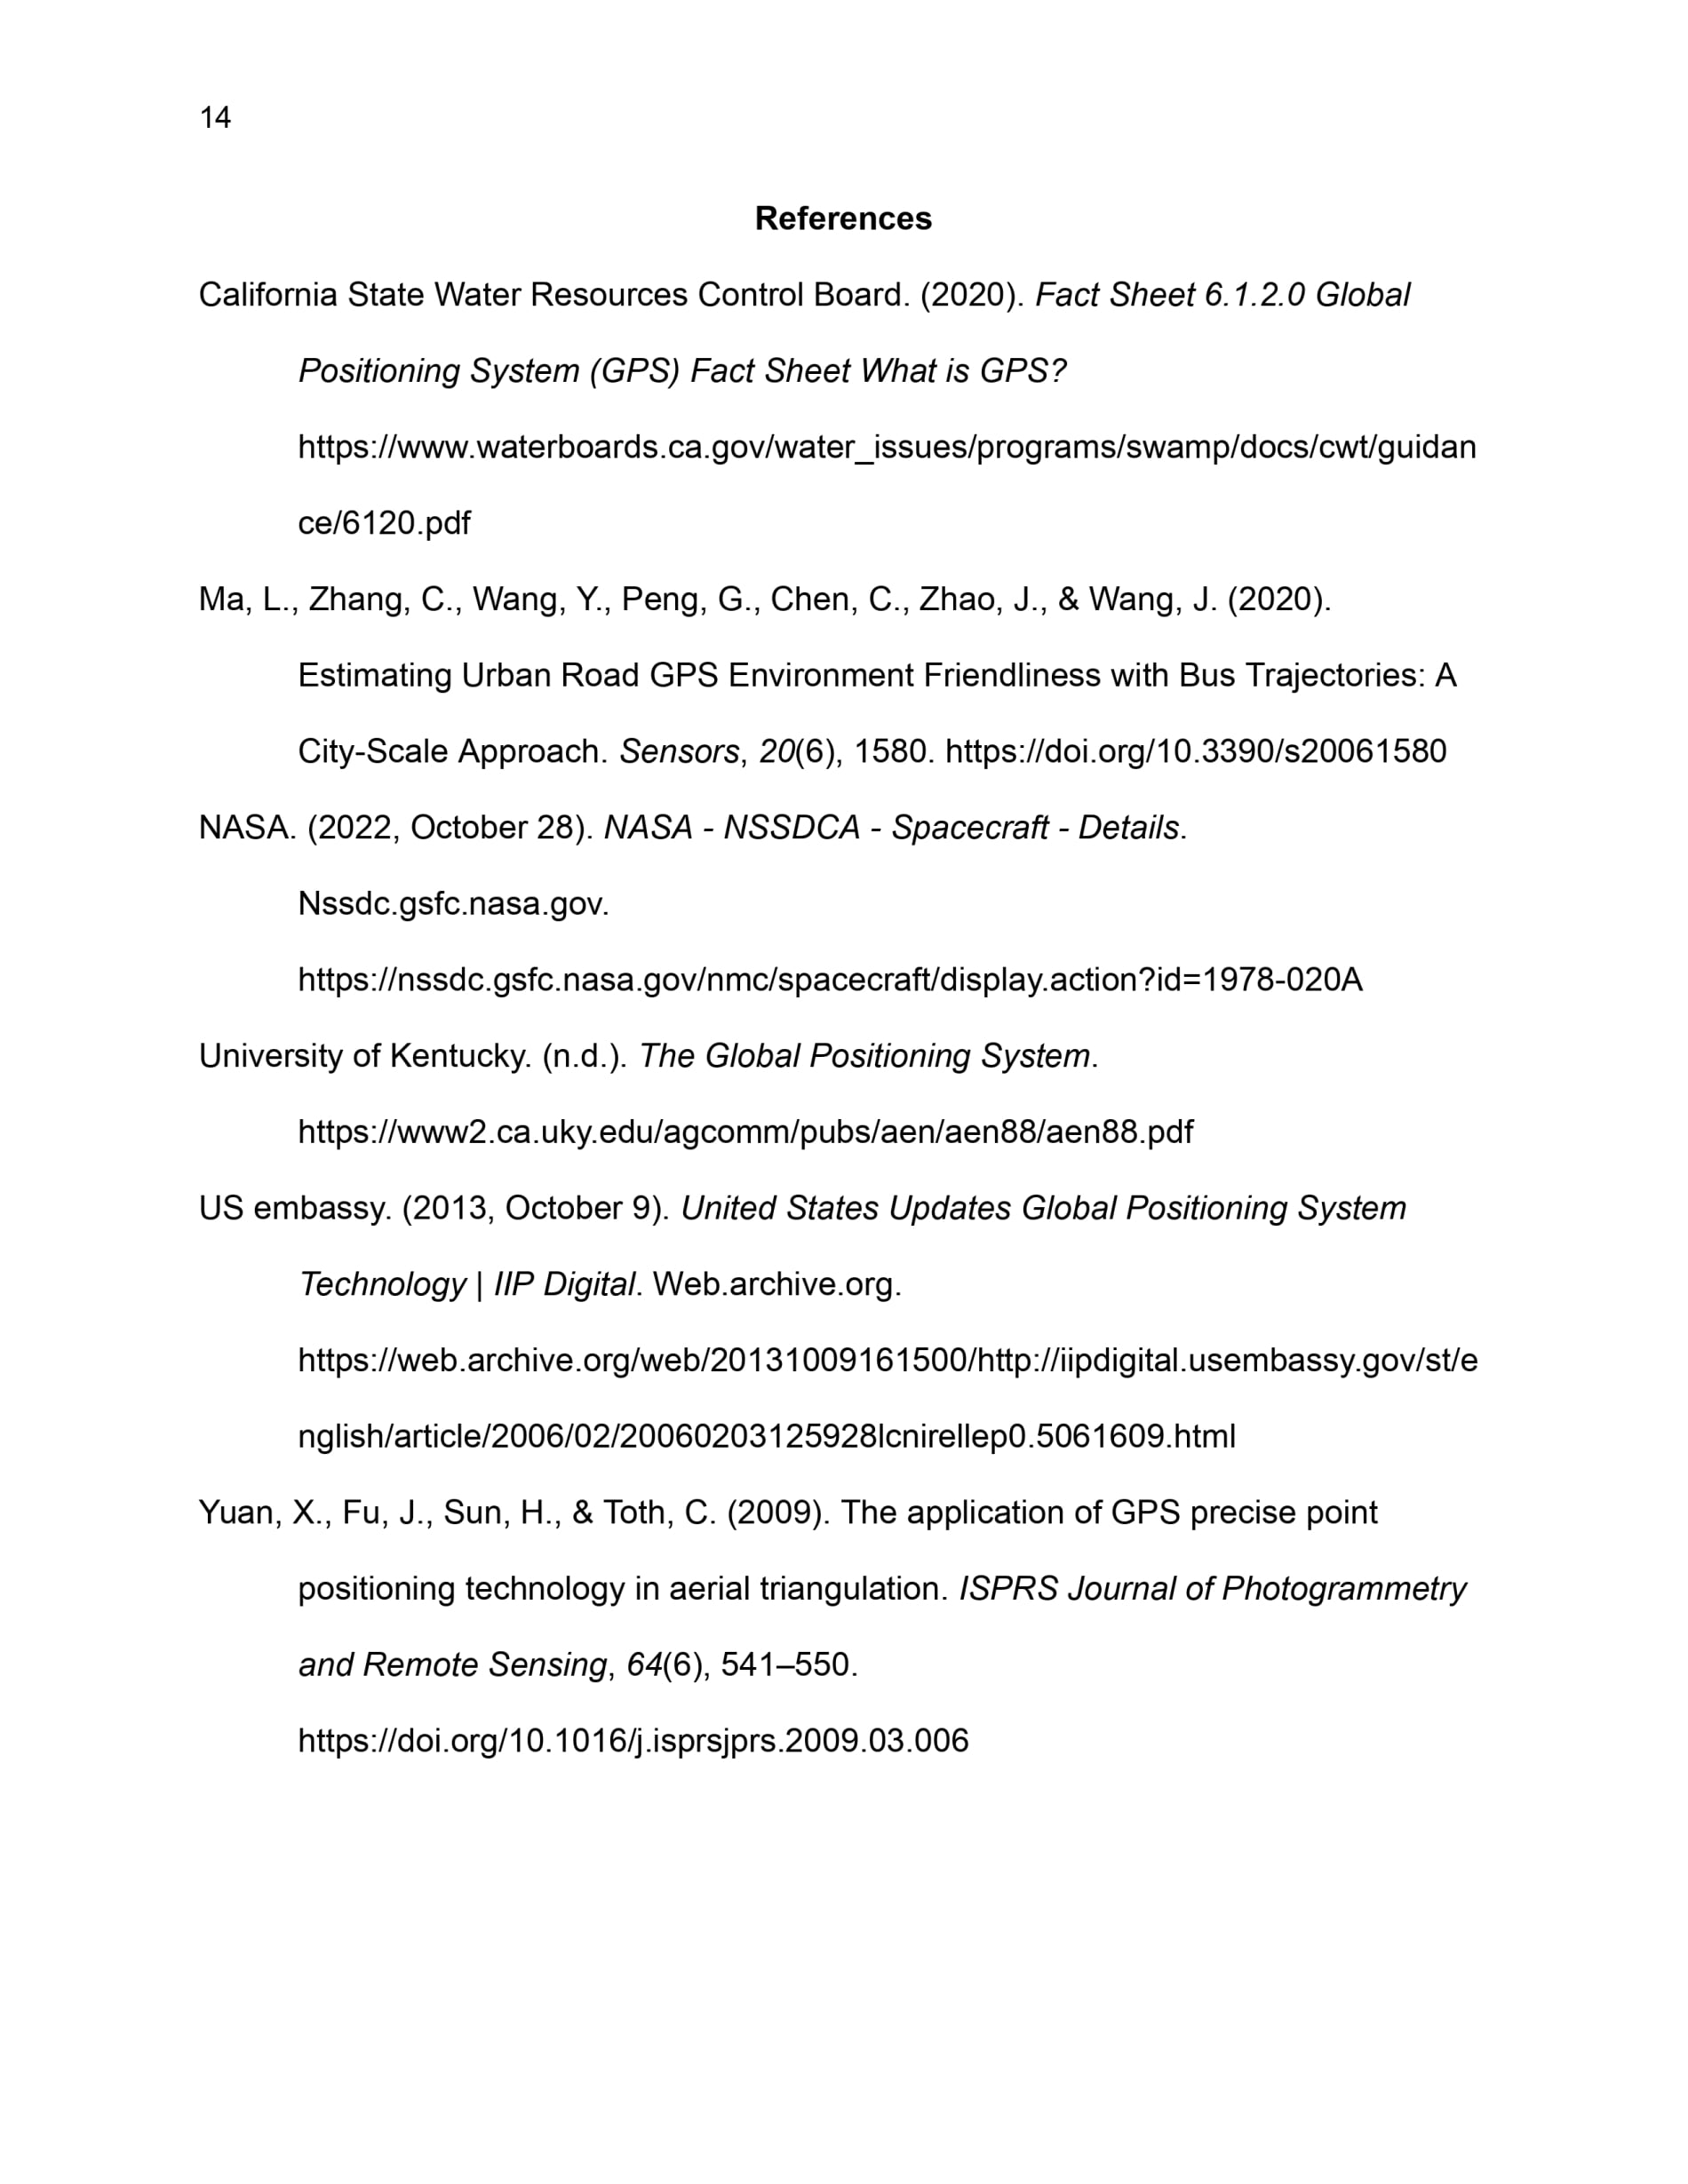 14
References
California State Water Resources Control Board. (2020). Fact Sheet 6.1.2.0 Global
Positioning System (GPS) Fact Sheet What is GPS?
https://www.waterboards.ca.gov/water_issues/programs/swamp/docs/cwt/guidan
ce/6120.pdf
Ma, L., Zhang, C., Wang, Y., Peng, G., Chen, C., Zhao, J., & Wang, J. (2020).
Estimating Urban Road GPS Environment Friendliness with Bus Trajectories: A
City-Scale Approach. Sensors, 20(6), 1580. https://doi.org/10.3390/s20061580
NASA. (2022, October 28). NASA - NSSDCA - Spacecraft - Details.
Nssdc.gsfc.nasa.gov.
https://nssdc.gsfc.nasa.gov/nmc/spacecraft/display.action?id=1978-020A
University of Kentucky. (n.d.). The Global Positioning System.
https://www2.ca.uky.edu/agcomm/pubs/aen/aen88/aen88.pdf
US embassy. (2013, October 9). United States Updates Global Positioning System
Technology | IIP Digital. Web.archive.org.
https://web.archive.org/web/20131009161500/http://iipdigital.usembassy.gov/st/e
nglish/article/2006/02/20060203125928lcnirellep0.5061609.html
Yuan, X., Fu, J., Sun, H., & Toth, C. (2009). The application of GPS precise point
positioning technology in aerial triangulation. ISPRS Journal of Photogrammetry
and Remote Sensing, 64(6), 541–550.
https://doi.org/10.1016/j.isprsjprs.2009.03.006